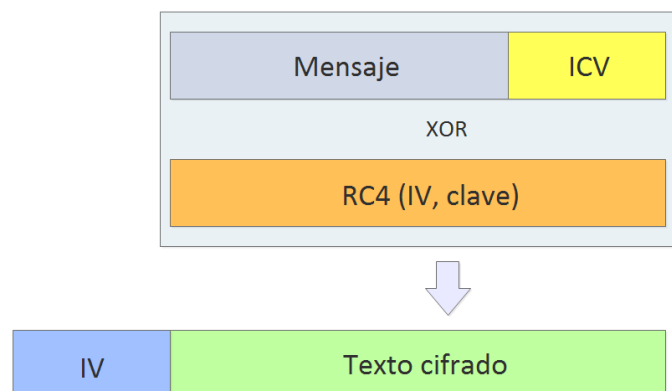 Mensaje ICV
XOR
RC4 (IV, clave)
IV Texto cifrado